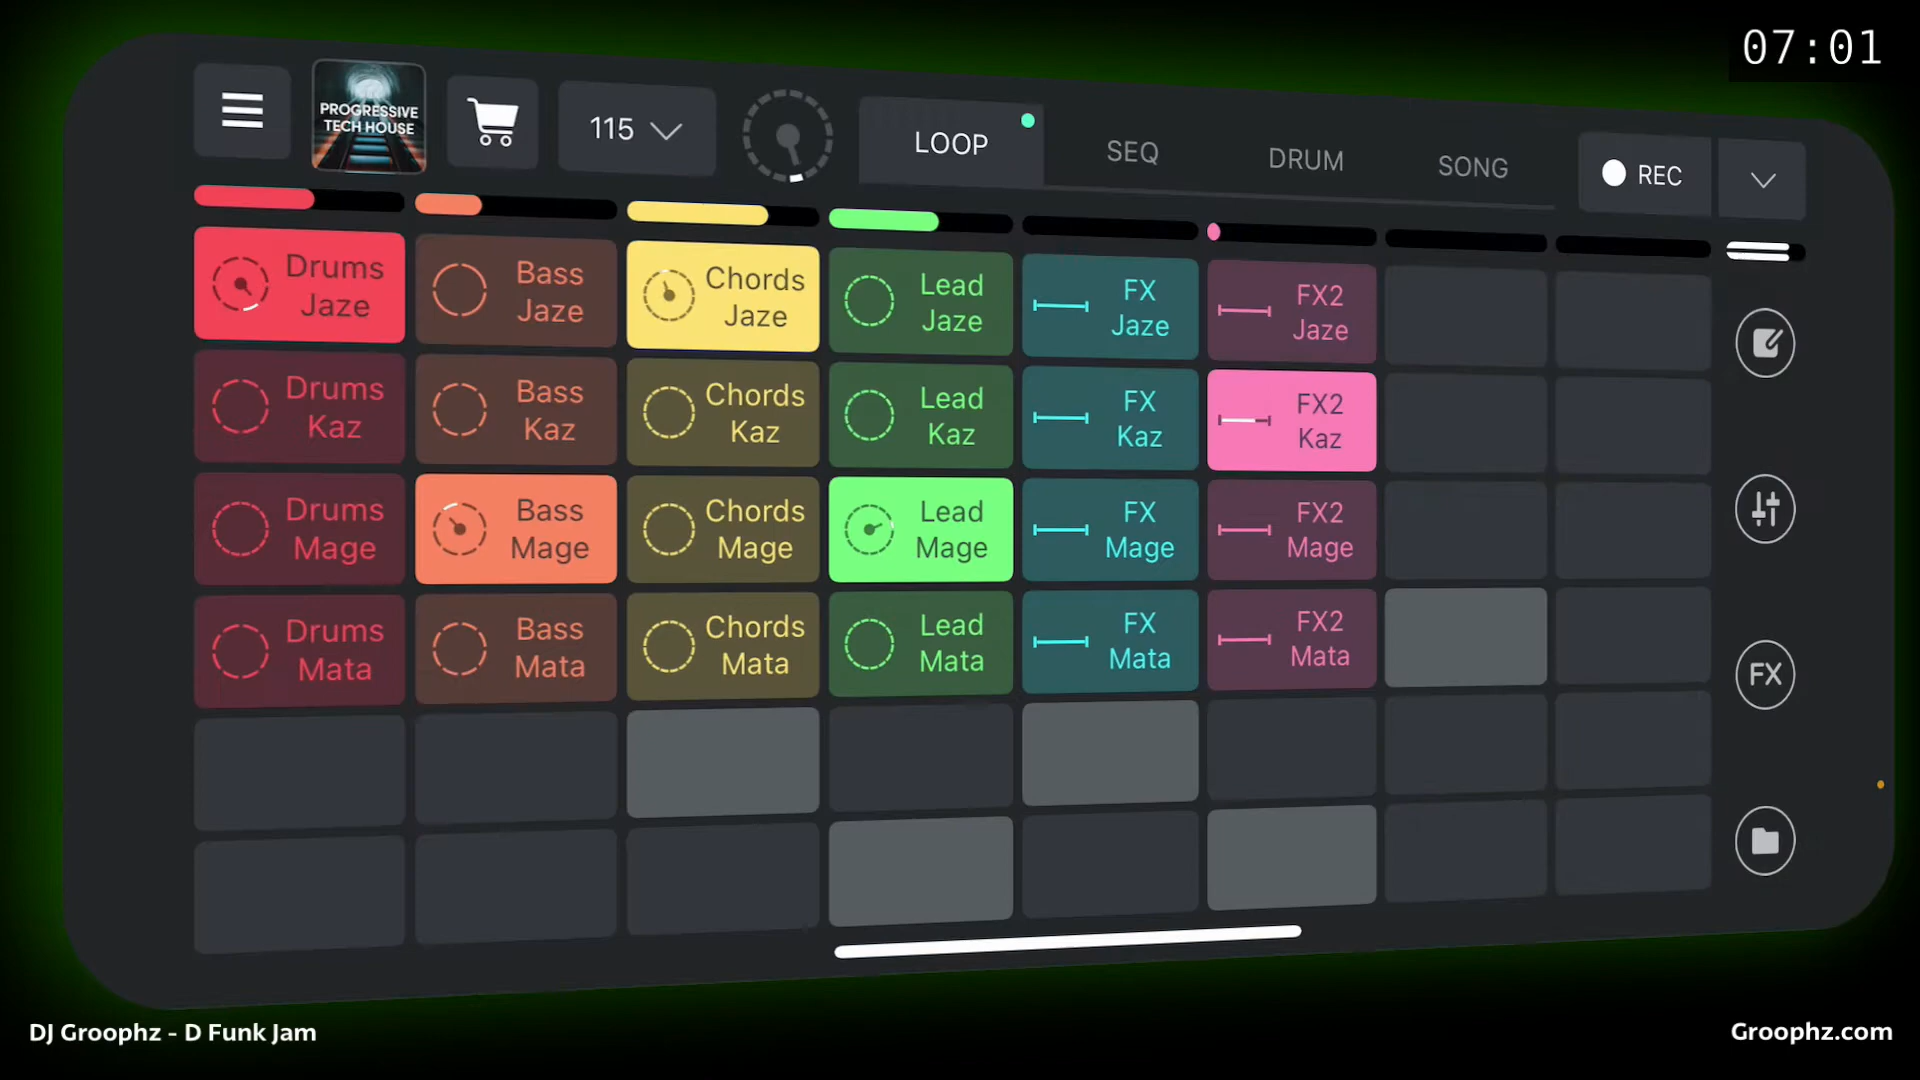 07:01
PROGRESSIVE
TECH HOUSE
115
LOOP
SEQ
DRUM
SONG
REC
Drums
Jaze
Bass
Jaze
Chords
Jaze
Lead
Jaze
FX
Jaze
FX2
Jaze
Drums
Kaz
Bass
Kaz
Chords
Kaz
Lead
Kaz
FX
Kaz
FX2
Kaz
Drums
Mage
Bass
Mage
Chords
Mage
Lead
Mage
FX
Mage
FX2
Mage
Drums
Mata
Bass
Mata
Chords
Mata
Lead
Mata
FX
Mata
FX2
Mata
FX
DJ Groophz - D Funk Jam
Groophz.com